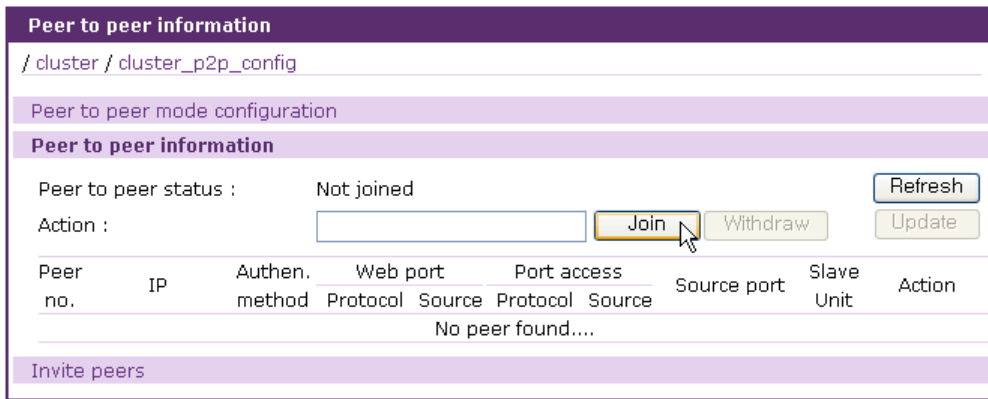 Peer to peer information
/ cluster / cluster_p2p_config
Peer to peer mode configuration
Peer to peer information
Peer to peer status : Not joined Refresh
Action : Join Withdraw Update
Peer no. IP Authen. method Web port Port access Source port Slave Unit Action
Protocol Source Protocol Source
No peer found....
Invite peers